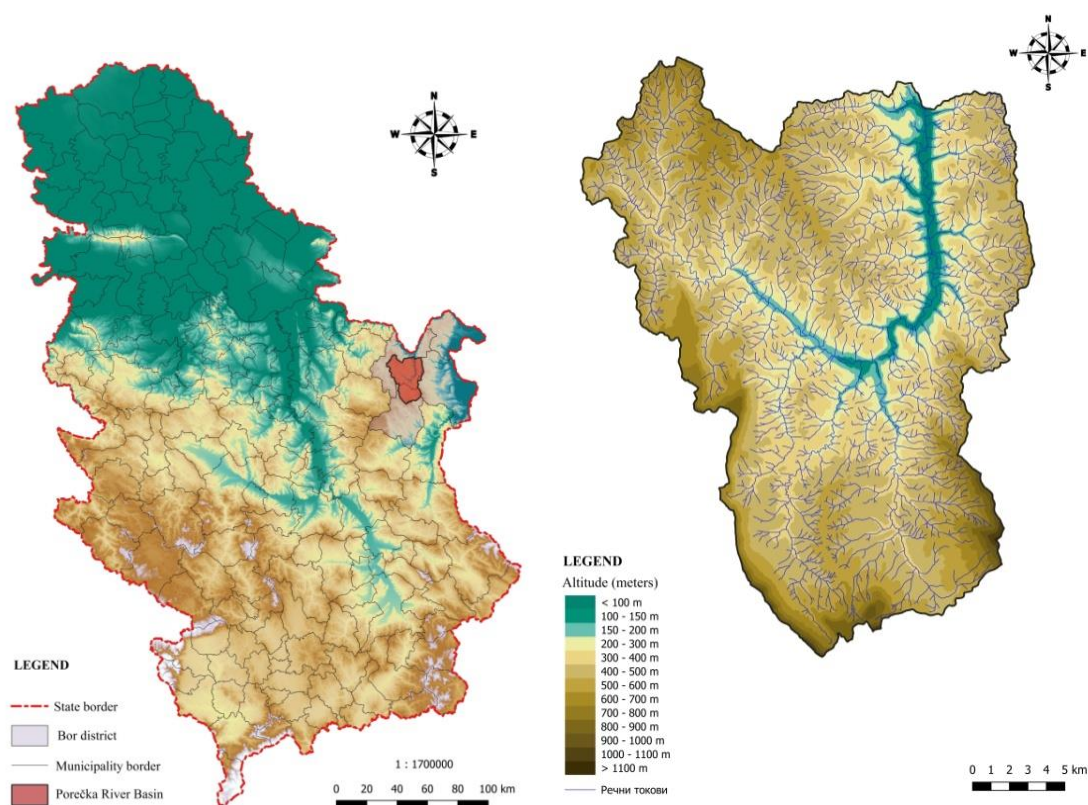 N
W E
S
LEGEND
State border
Bor district
Municipality border
Porečka River Basin
1 : 1700000
0 20 40 60 80 100 km
N
W E
S
LEGEND
Altitude (meters)
< 100 m
100 - 150 m
150 - 200 m
200 - 300 m
300 - 400 m
400 - 500 m
500 - 600 m
600 - 700 m
700 - 800 m
800 - 900 m
900 - 1000 m
1000 - 1100 m
> 1100 m
Речни токови
0 1 2 3 4 5 km